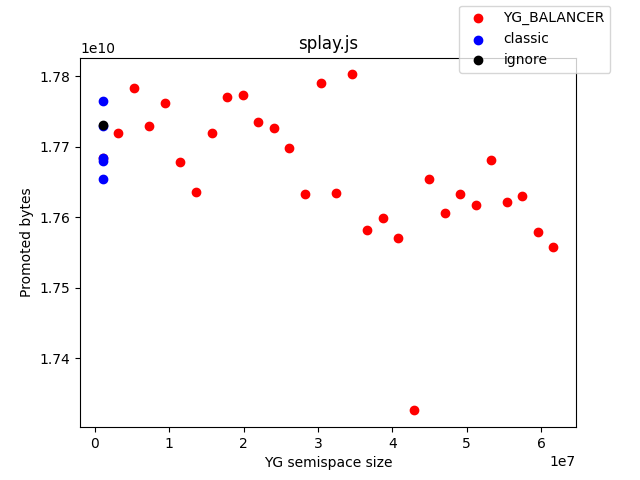 splay.js
YG_BALANCER
classic
ignore
1e10
1.78
1.77
1.76
1.75
1.74
Promoted bytes
0 1 2 3 4 5 6
1e7
YG semispace size